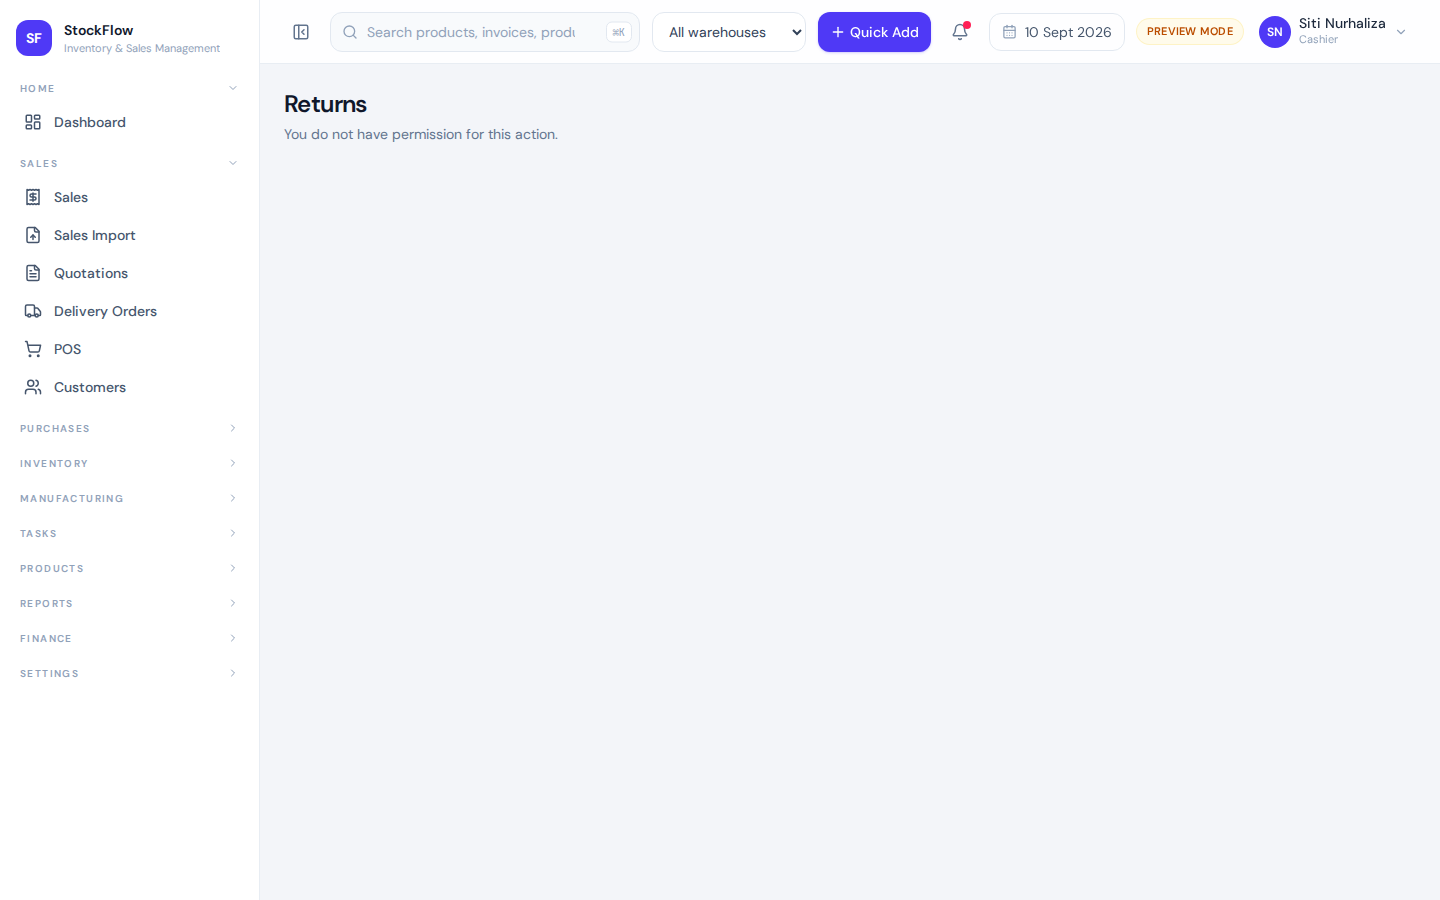 SF
StockFlow
Inventory & Sales Management
HOME
Dashboard
SALES
Sales
Sales Import
Quotations
Delivery Orders
POS
Customers
PURCHASES
INVENTORY
MANUFACTURING
TASKS
PRODUCTS
REPORTS
FINANCE
SETTINGS
Search products, invoices, produ
⌘K
All warehouses
Quick Add
10 Sept 2026
PREVIEW MODE
SN
Siti Nurhaliza
Cashier
Returns
You do not have permission for this action.